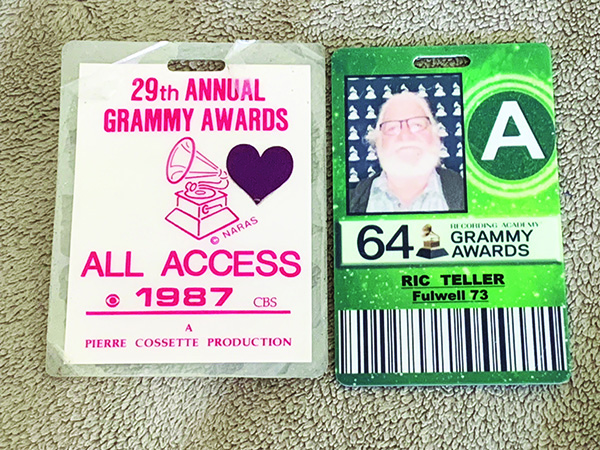 29th ANNUAL
GRAMMY AWARDS
© NARAS
ALL ACCESS
1987 CBS
A
PIERRE COSSETTE PRODUCTION
A
64
RECORDING ACADEMY
GRAMMY
AWARDS
RIC TELLER
Fulwell 73